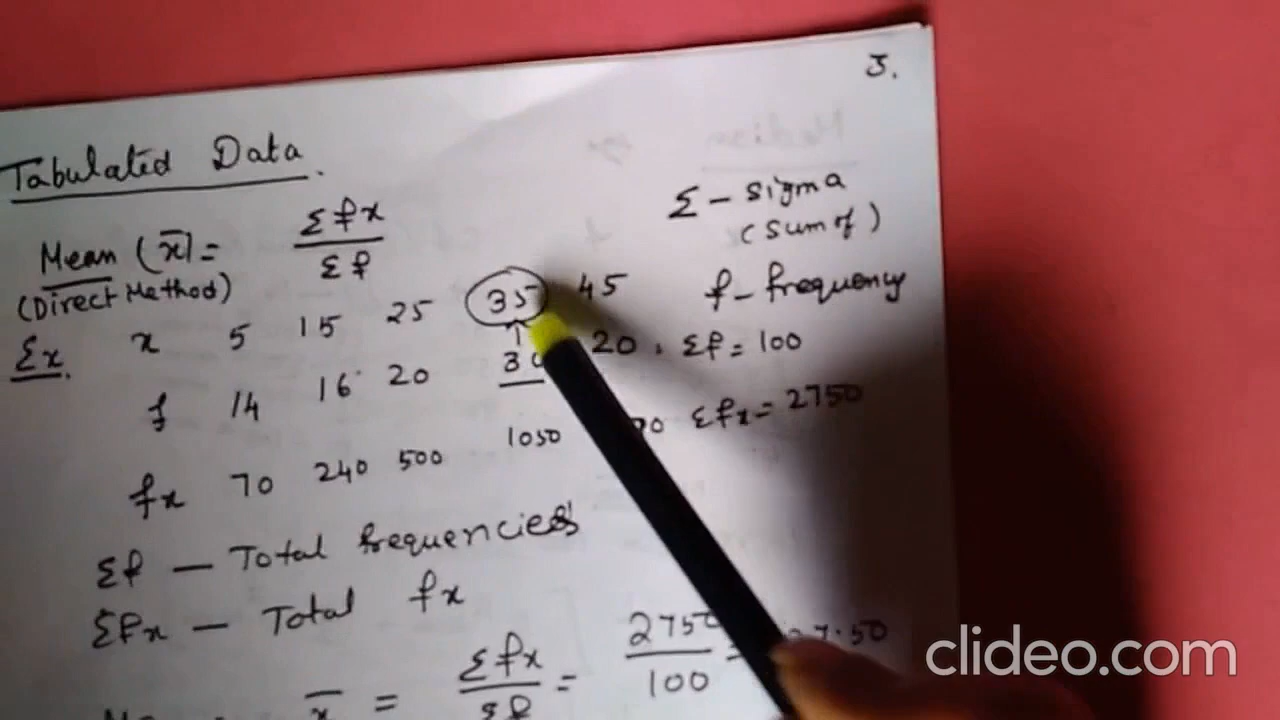 3.
Tabulated Data.
Σ - Sigma
(Sum of)
Mean (x̄) = Σfx / Σf
(Direct Method)
f - frequency
Ex. x 5 15 25 35 45
f 14 16 20 30 20 Σf = 100
fx 70 240 500 1050 Σfx = 2750
Σf — Total frequencies
Σfx — Total fx
x̄ = Σfx / Σf = 2750 / 100 = 27.50
clideo.com